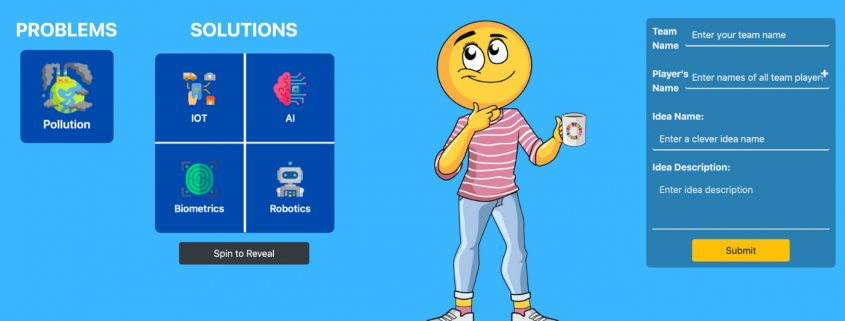 PROBLEMS
Pollution
SOLUTIONS
IOT
AI
Biometrics
Robotics
Spin to Reveal
Team
Name
Enter your team name
Player's
Name
Enter names of all team player
Idea Name:
Enter a clever idea name
Idea Description:
Enter idea description
Submit